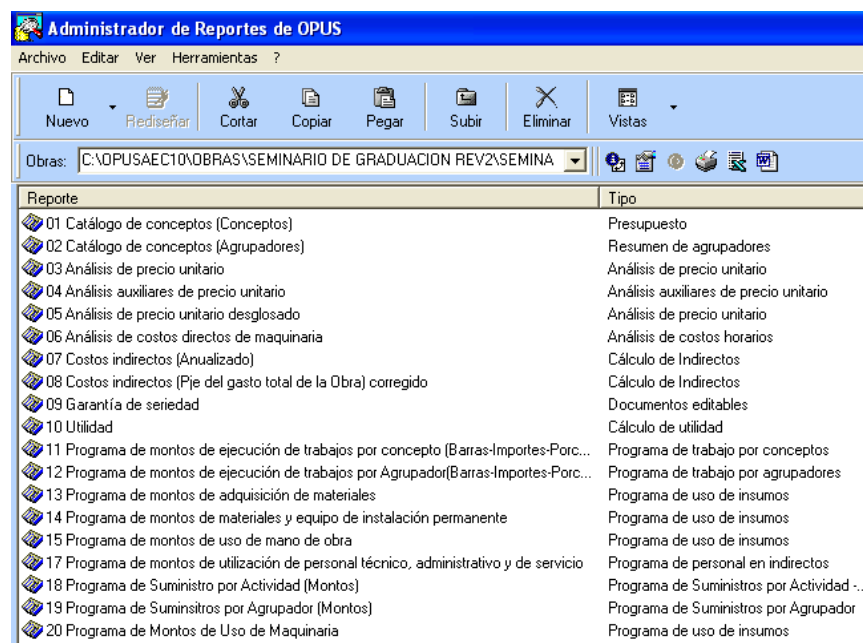 Administrador de Reportes de OPUS
Archivo Editar Ver Herramientas ?
Nuevo Rediseñar Cortar Copiar Pegar Subir Eliminar Vistas
Obras: C:\OPUSAEC10\OBRAS\SEMINARIO DE GRADUACION REV2\SEMINA
Reporte Tipo
01 Catálogo de conceptos (Conceptos) Presupuesto
02 Catálogo de conceptos (Agrupadores) Resumen de agrupadores
03 Análisis de precio unitario Análisis de precio unitario
04 Análisis auxiliares de precio unitario Análisis auxiliares de precio unitario
05 Análisis de precio unitario desglosado Análisis de precio unitario
06 Análisis de costos directos de maquinaria Análisis de costos horarios
07 Costos indirectos (Anualizado) Cálculo de Indirectos
08 Costos indirectos (Pje del gasto total de la Obra) corregido Cálculo de Indirectos
09 Garantía de seriedad Documentos editables
10 Utilidad Cálculo de utilidad
11 Programa de montos de ejecución de trabajos por concepto (Barras-Importes-Porc... Programa de trabajo por conceptos
12 Programa de montos de ejecución de trabajos por Agrupador(Barras-Importes-Porc... Programa de trabajo por agrupadores
13 Programa de montos de adquisición de materiales Programa de uso de insumos
14 Programa de montos de materiales y equipo de instalación permanente Programa de uso de insumos
15 Programa de montos de uso de mano de obra Programa de uso de insumos
17 Programa de montos de utilización de personal técnico, administrativo y de servicio Programa de personal en indirectos
18 Programa de Suministro por Actividad (Montos) Programa de Suministros por Actividad -...
19 Programa de Suminsitros por Agrupador (Montos) Programa de Suministros por Agrupador
20 Programa de Montos de Uso de Maquinaria Programa de uso de insumos